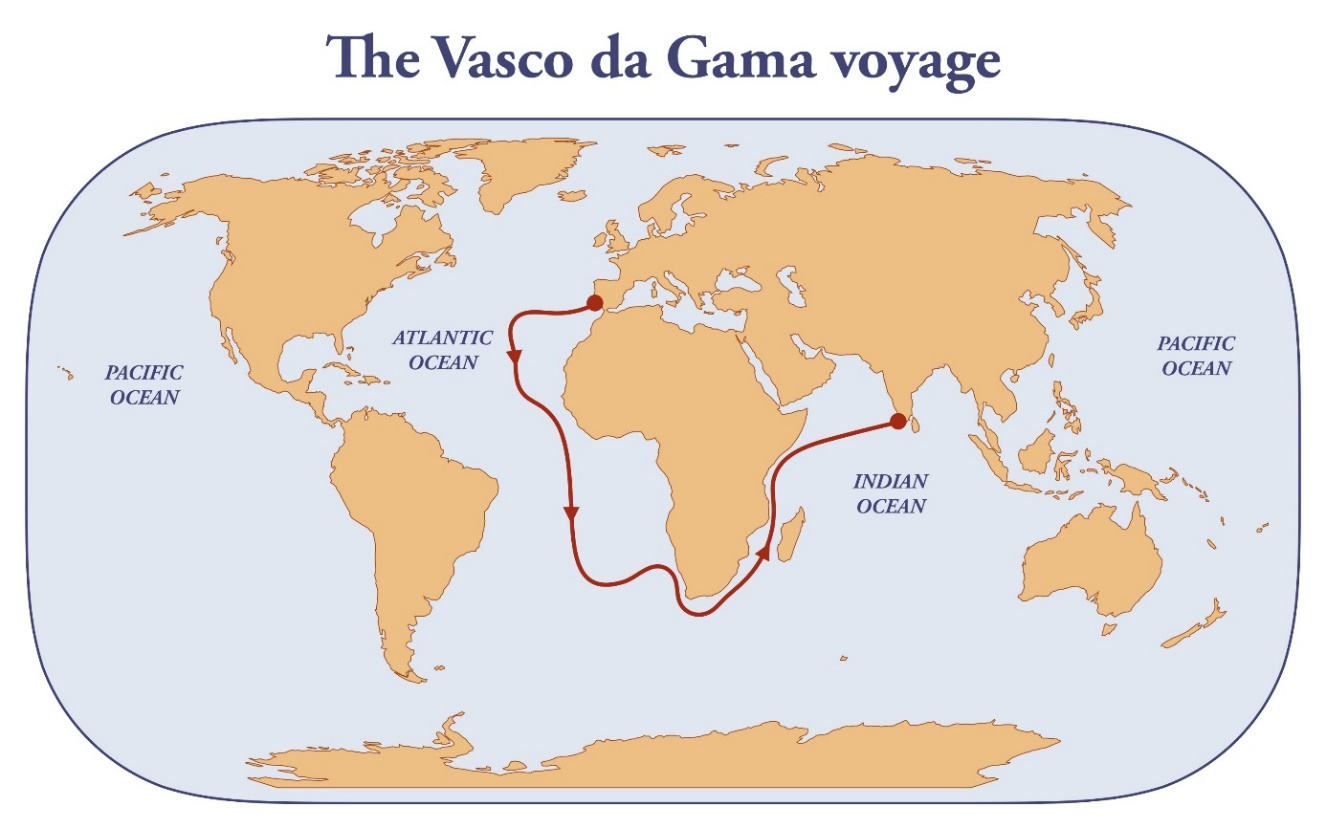 The Vasco da Gama voyage
ATLANTIC
OCEAN
PACIFIC
OCEAN
PACIFIC
OCEAN
INDIAN
OCEAN